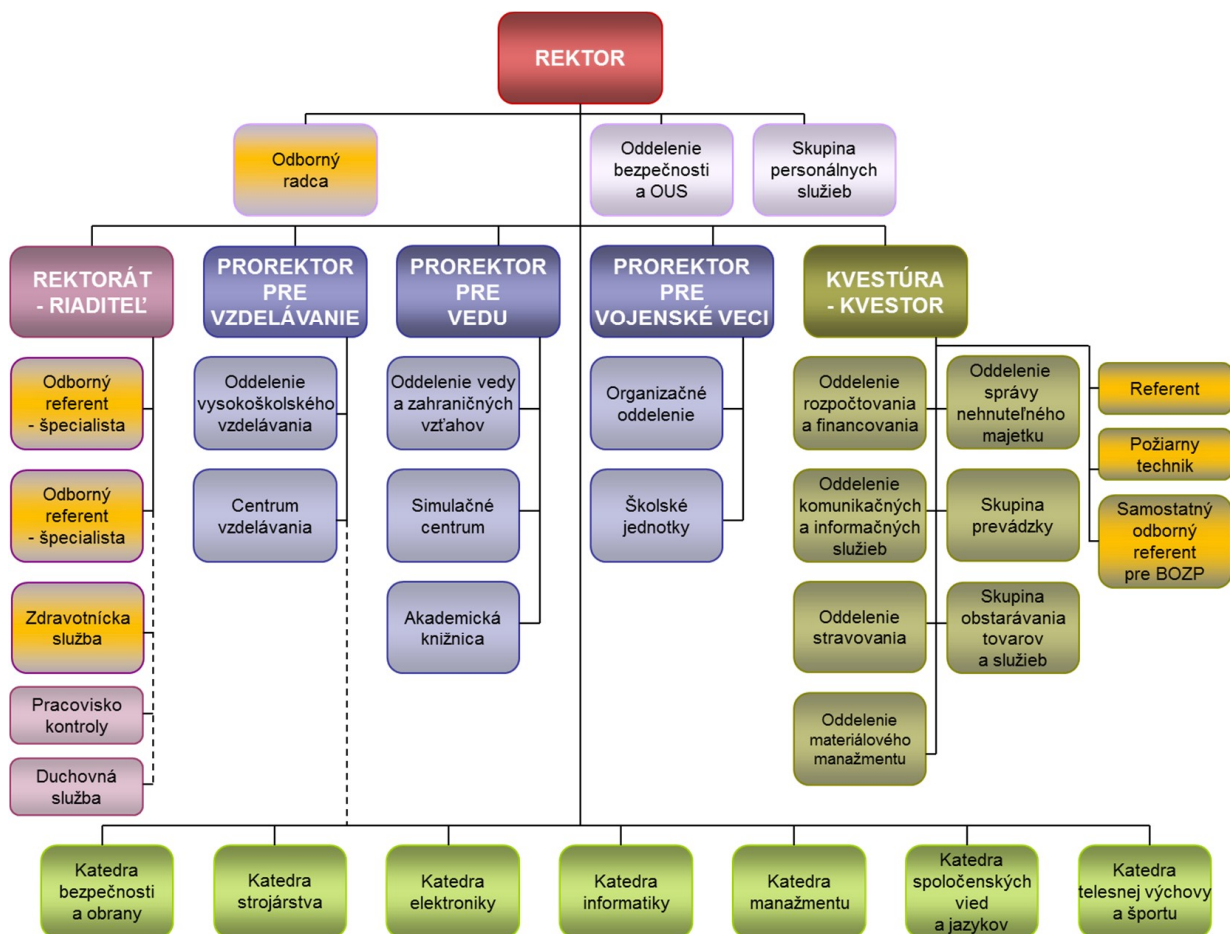 REKTOR
Odborný
radca
Oddelenie
bezpečnosti
a OUS
Skupina
personálnych
služieb
REKTORÁT
- RIADITEĽ
PROREKTOR
PRE
VZDELÁVANIE
PROREKTOR
PRE
VEDU
PROREKTOR
PRE
VOJENSKÉ VECI
KVESTÚRA
- KVESTOR
Odborný
referent
- špecialista
Oddelenie
vysokoškolského
vzdelávania
Oddelenie vedy
a zahraničných
vzťahov
Organizačné
oddelenie
Oddelenie
rozpočtovania
a financovania
Oddelenie
správy
nehnuteľného
majetku
Referent
Požiarny
technik
Samostatný
odborný
referent
pre BOZP
Odborný
referent
- špecialista
Centrum
vzdelávania
Simulačné
centrum
Školské
jednotky
Oddelenie
komunikačných
a informačných
služieb
Skupina
prevádzky
Zdravotnícka
služba
Akademická
knižnica
Oddelenie
stravovania
Skupina
obstarávania
tovarov
a služieb
Pracovisko
kontroly
Oddelenie
materiálového
manažmentu
Duchovná
služba
Katedra
bezpečnosti
a obrany
Katedra
strojárstva
Katedra
elektroniky
Katedra
informatiky
Katedra
manažmentu
Katedra
spoločenských
vied
a jazykov
Katedra
telesnej výchovy
a športu